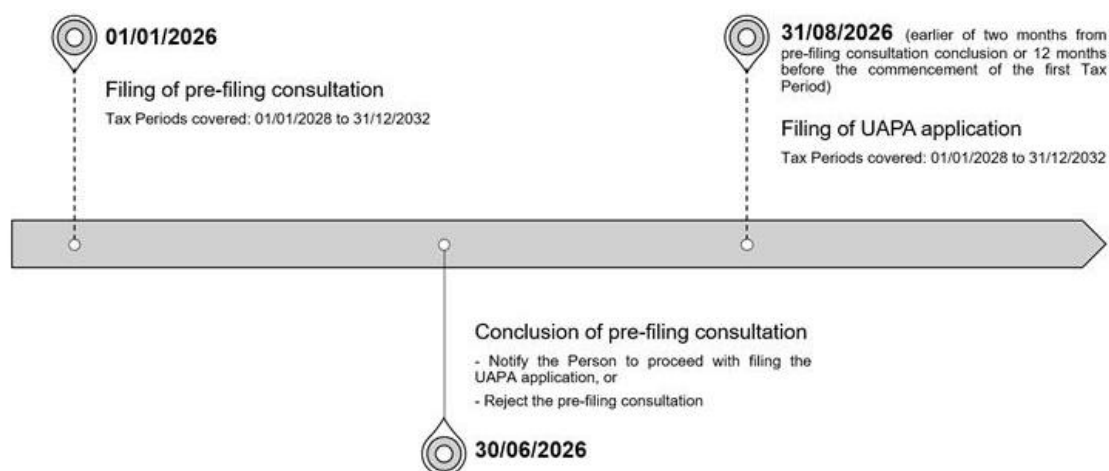 01/01/2026
Filing of pre-filing consultation
Tax Periods covered: 01/01/2028 to 31/12/2032
31/08/2026 (earlier of two months from
pre-filing consultation conclusion or 12 months
before the commencement of the first Tax
Period)
Filing of UAPA application
Tax Periods covered: 01/01/2028 to 31/12/2032
Conclusion of pre-filing consultation
- Notify the Person to proceed with filing the
UAPA application, or
- Reject the pre-filing consultation
30/06/2026